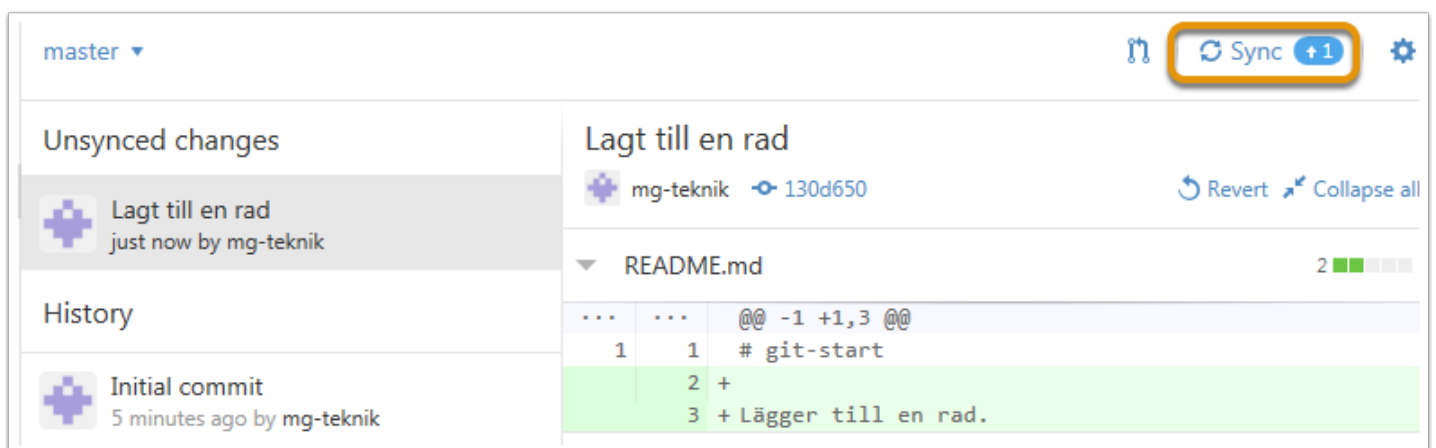 master
Sync 1
Unsynced changes
Lagt till en rad
just now by mg-teknik
History
Initial commit
5 minutes ago by mg-teknik
Lagt till en rad
mg-teknik 130d650
Revert Collapse all
README.md 2
... ... @@ -1 +1,3 @@
1 1 # git-start
2 +
3 + Lägger till en rad.